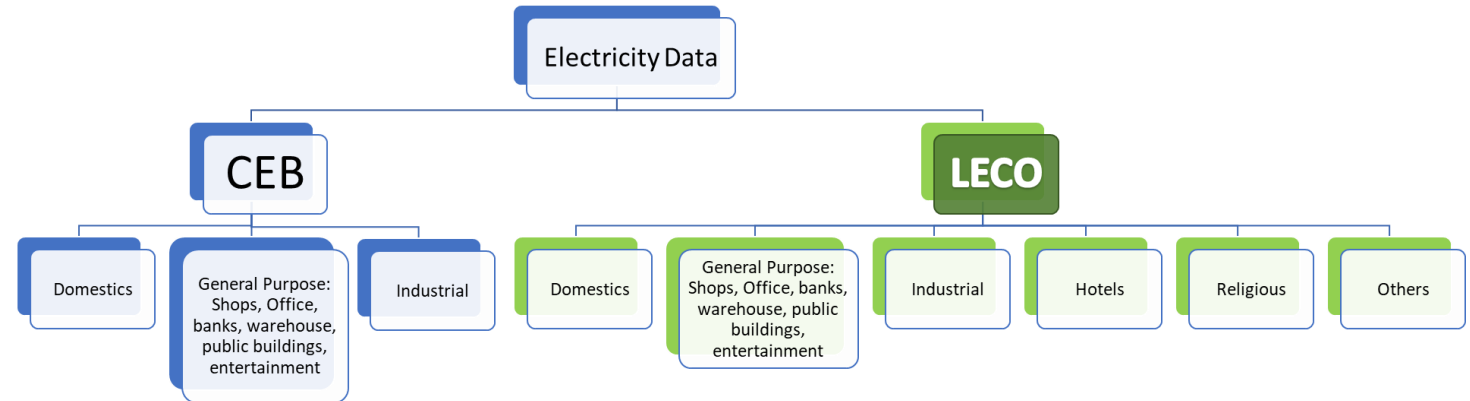 Electricity Data
CEB
LECO
Domestics
General Purpose:
Shops, Office,
banks, warehouse,
public buildings,
entertainment
Industrial
Domestics
General Purpose:
Shops, Office, banks,
warehouse, public
buildings,
entertainment
Industrial
Hotels
Religious
Others